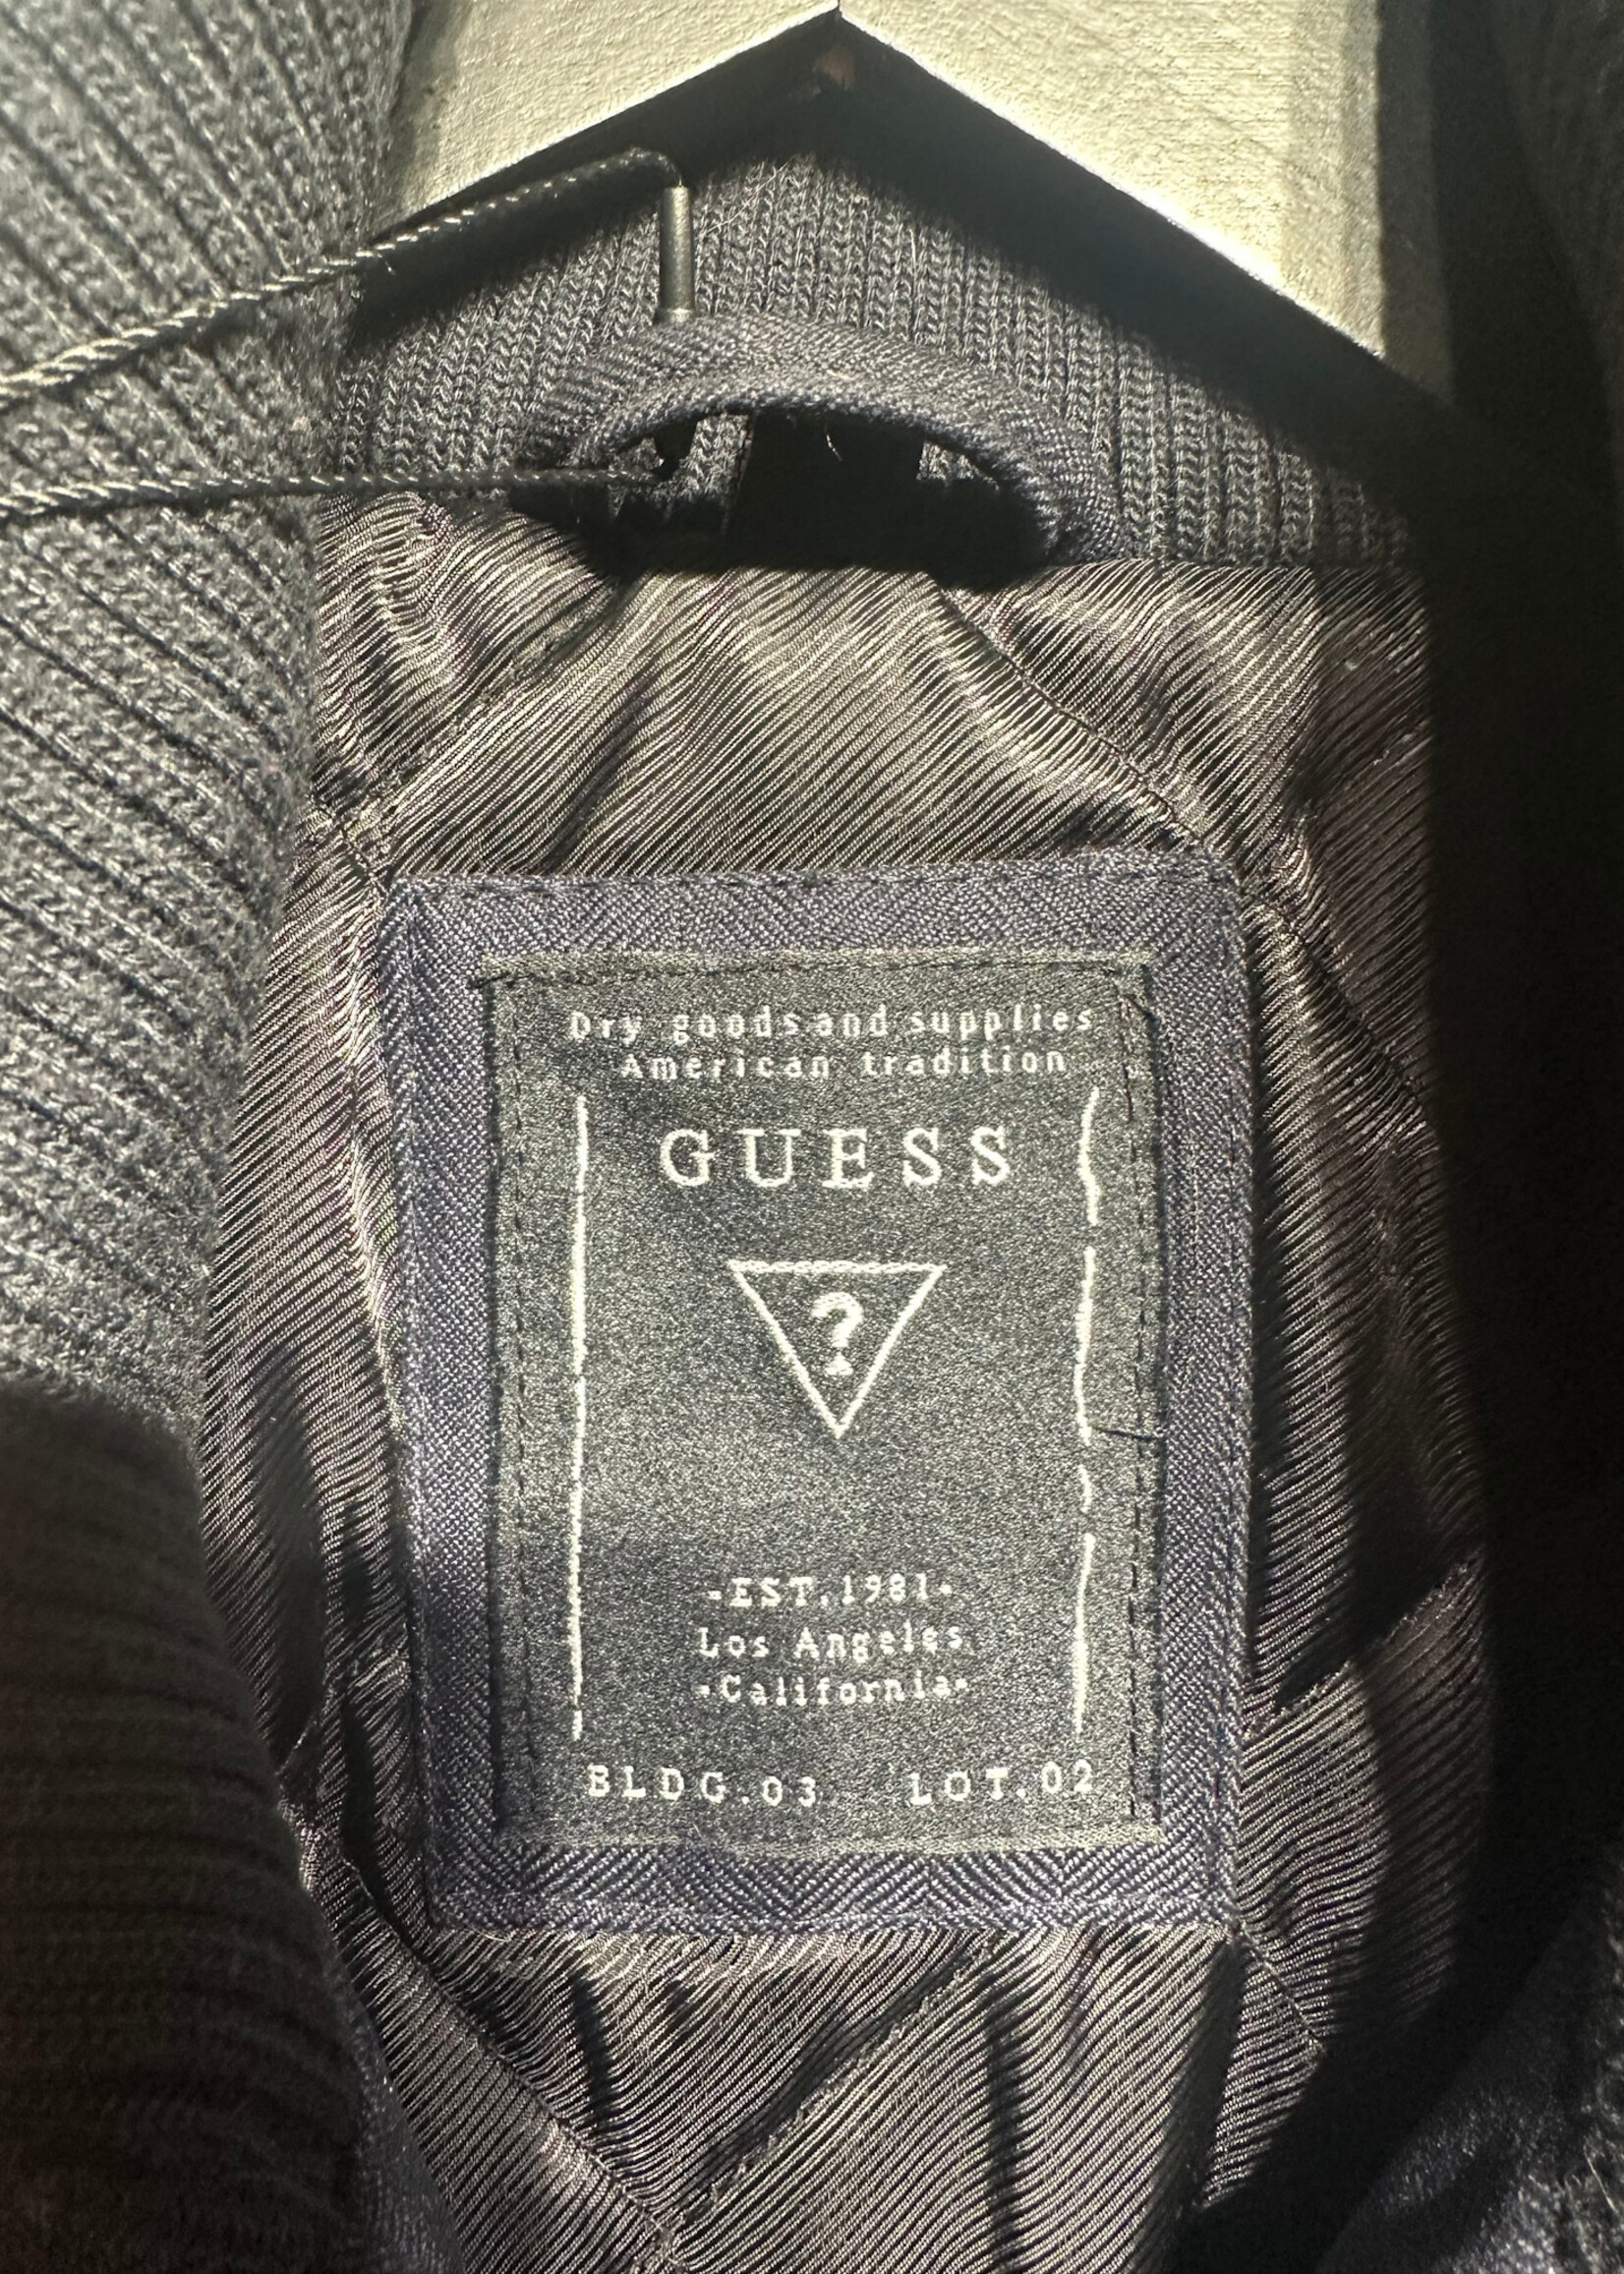 Dry goods and supplies
American tradition
GUESS
?
-EST.1981-
Los Angeles
-California-
BLDG.03 LOT.02